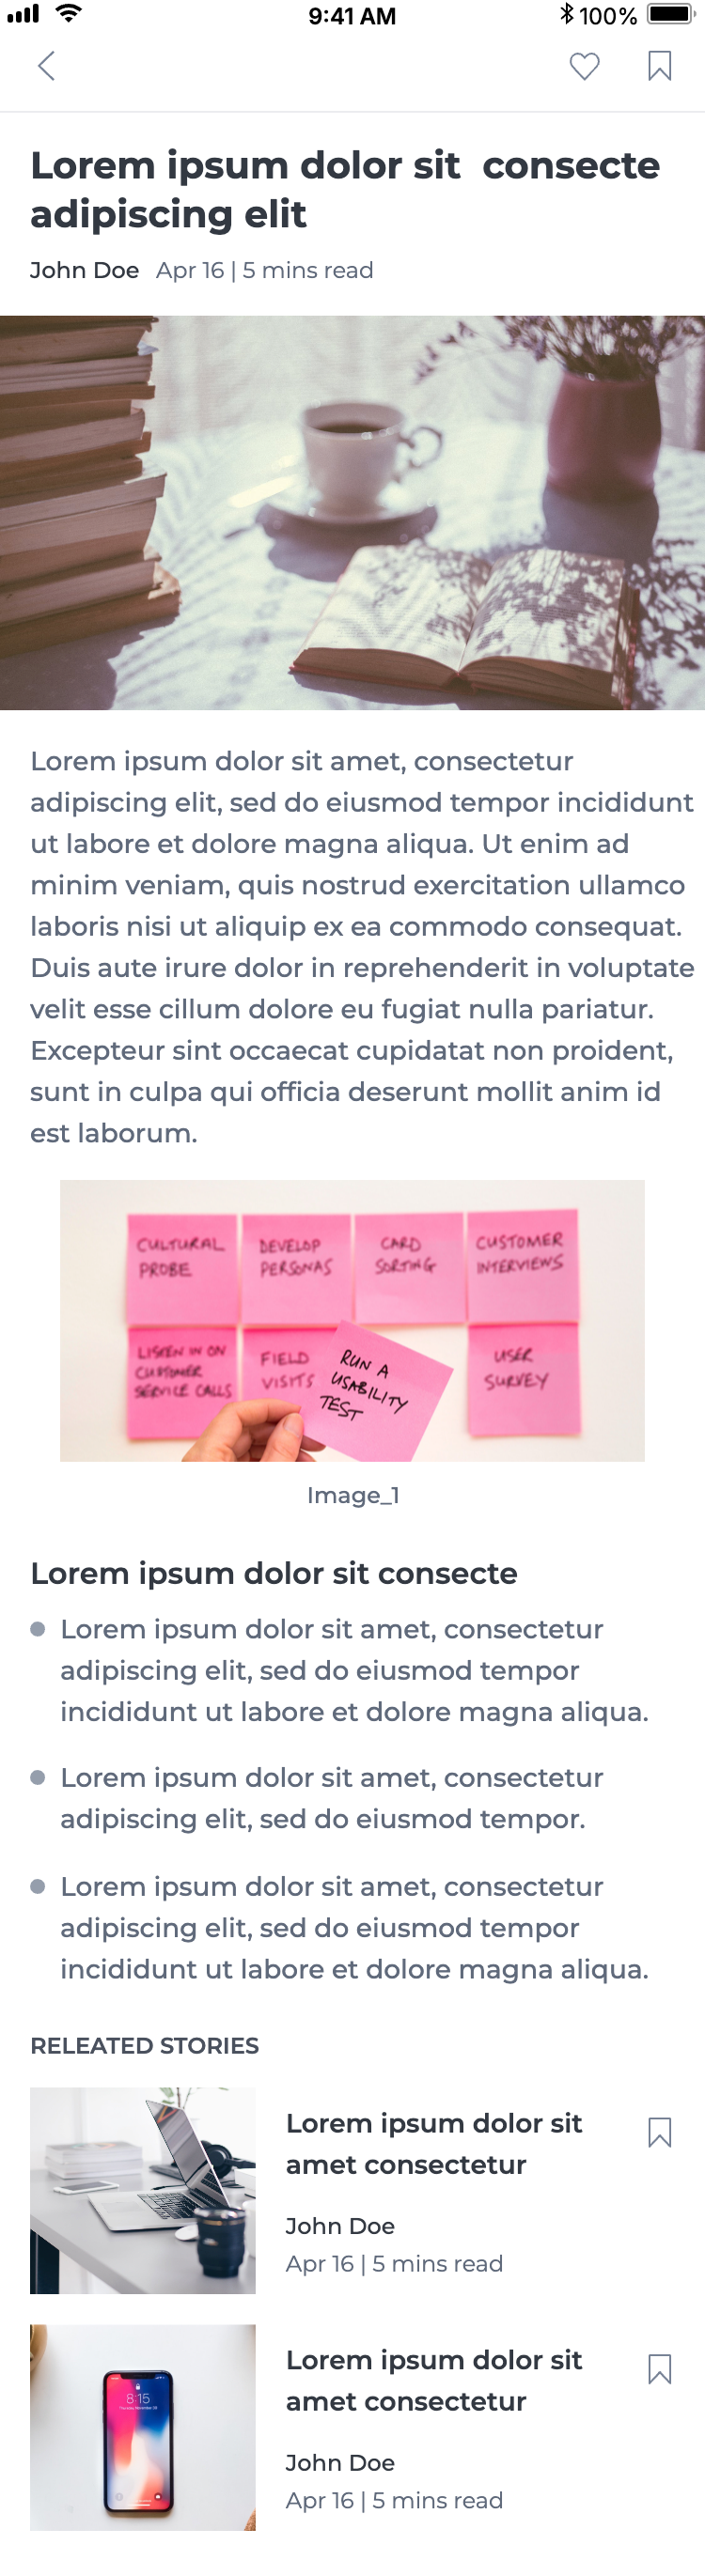 9:41 AM
100%
Lorem ipsum dolor sit consecte
adipiscing elit
John Doe Apr 16 | 5 mins read
Lorem ipsum dolor sit amet, consectetur
adipiscing elit, sed do eiusmod tempor incididunt
ut labore et dolore magna aliqua. Ut enim ad
minim veniam, quis nostrud exercitation ullamco
laboris nisi ut aliquip ex ea commodo consequat.
Duis aute irure dolor in reprehenderit in voluptate
velit esse cillum dolore eu fugiat nulla pariatur.
Excepteur sint occaecat cupidatat non proident,
sunt in culpa qui officia deserunt mollit anim id
est laborum.
CULTURAL
PROBE
DEVELOP
PERSONAS
CARD
SORTING
CUSTOMER
INTERVIEWS
LISTEN IN ON
CUSTOMER
SERVICE CALLS
FIELD
VISITS
RUN A
USABILITY
TEST
USER
SURVEY
Image_1
Lorem ipsum dolor sit consecte
Lorem ipsum dolor sit amet, consectetur
adipiscing elit, sed do eiusmod tempor
incididunt ut labore et dolore magna aliqua.
Lorem ipsum dolor sit amet, consectetur
adipiscing elit, sed do eiusmod tempor.
Lorem ipsum dolor sit amet, consectetur
adipiscing elit, sed do eiusmod tempor
incididunt ut labore et dolore magna aliqua.
RELEATED STORIES
Lorem ipsum dolor sit
amet consectetur
John Doe
Apr 16 | 5 mins read
8:15
Lorem ipsum dolor sit
amet consectetur
John Doe
Apr 16 | 5 mins read